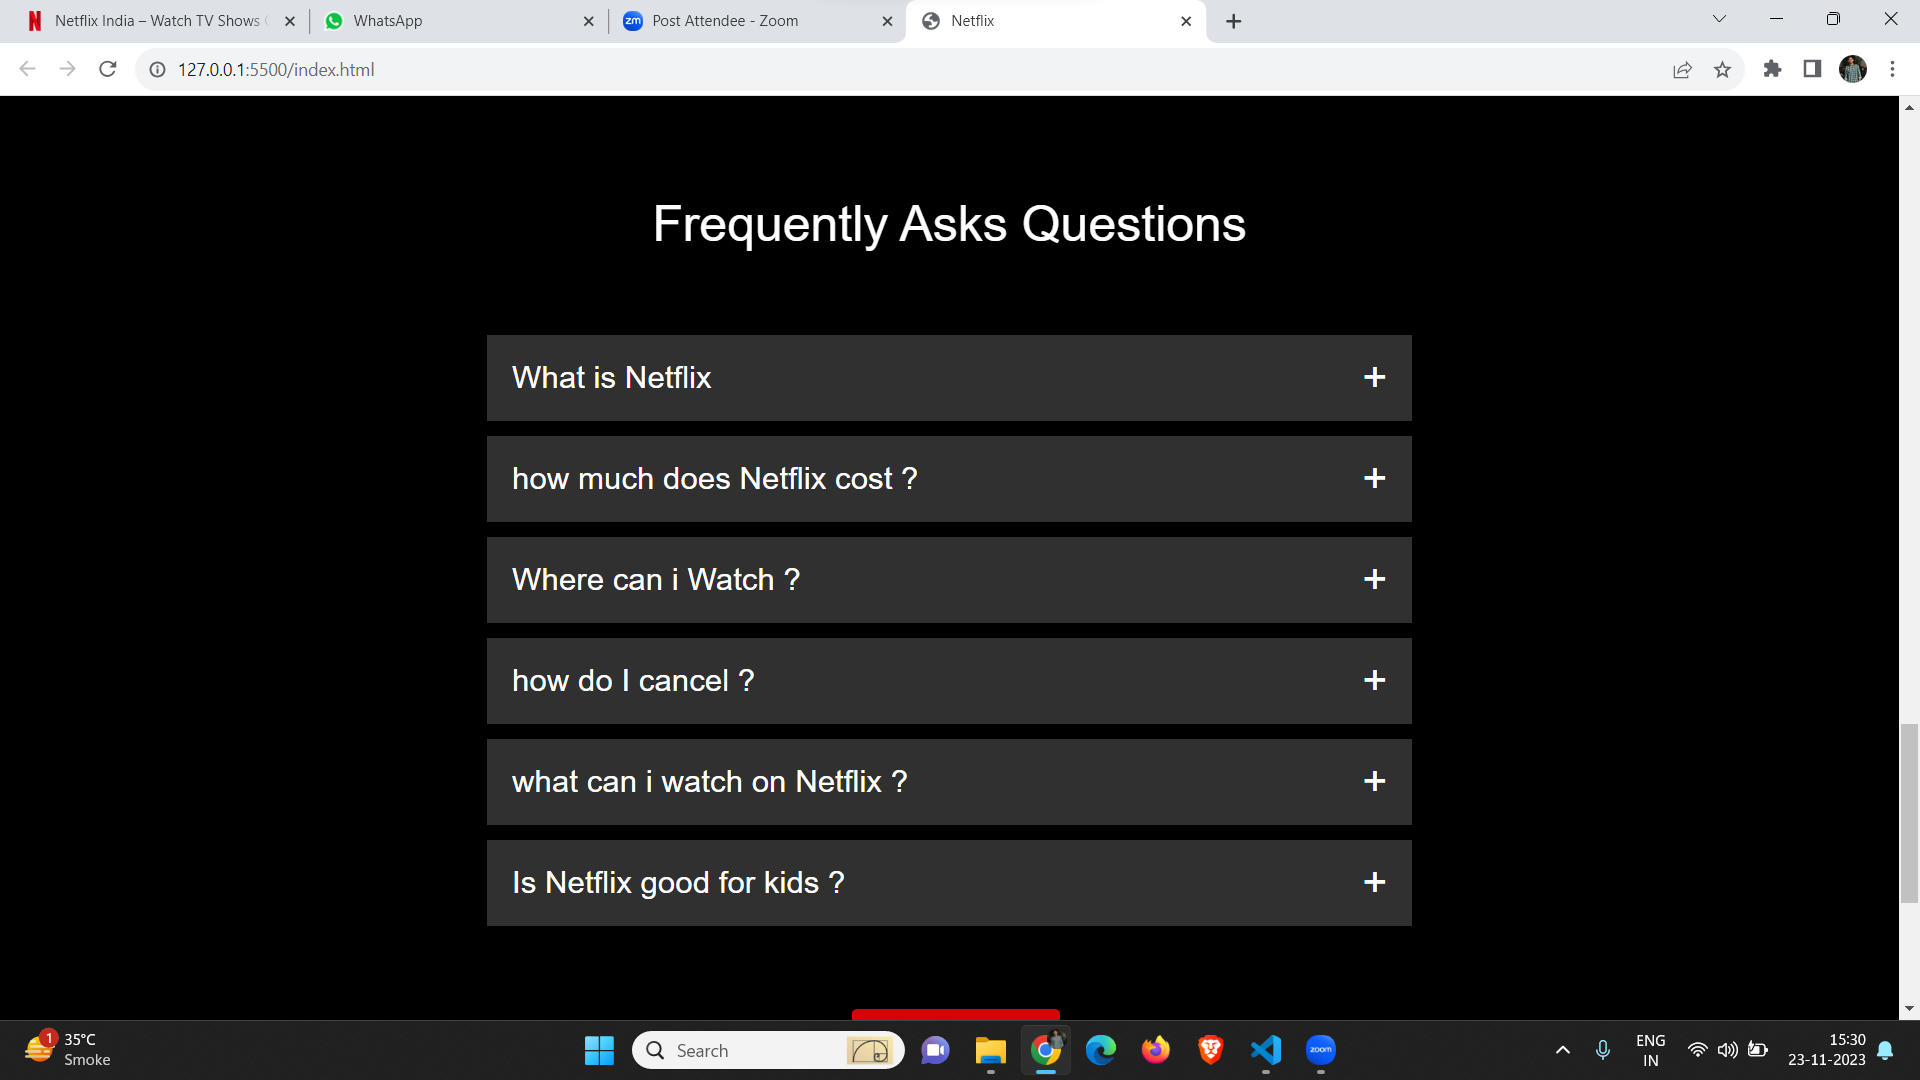 Netflix India – Watch TV Shows
WhatsApp
zm
Post Attendee - Zoom
Netflix
127.0.0.1:5500/index.html
Frequently Asks Questions
What is Netflix
+
how much does Netflix cost ?
+
Where can i Watch ?
+
how do I cancel ?
+
what can i watch on Netflix ?
+
Is Netflix good for kids ?
+
1
35°C
Smoke
Search
zoom
ENG
IN
15:30
23-11-2023